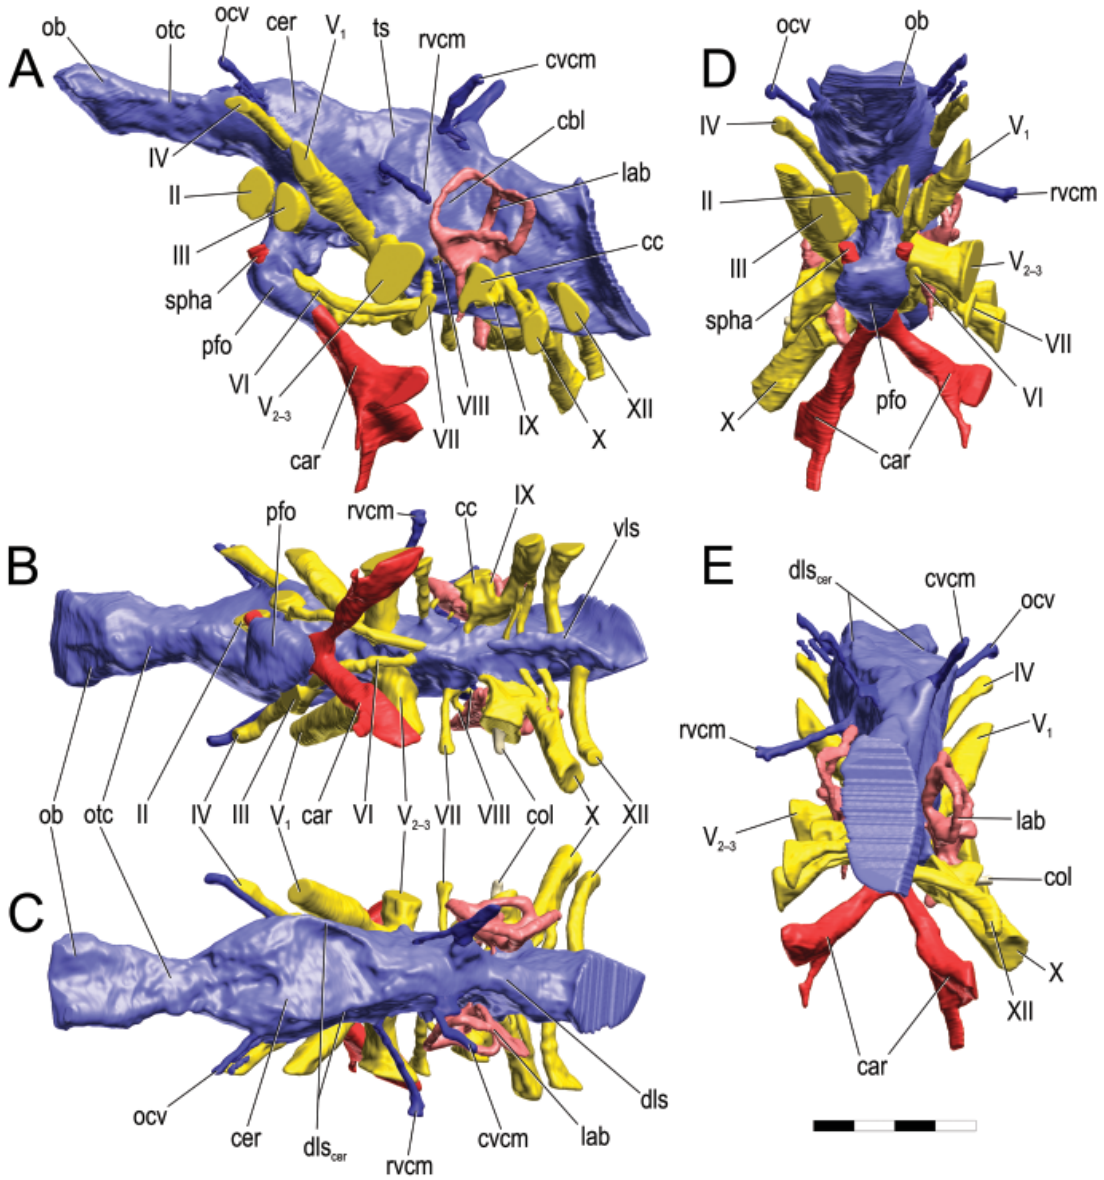 A
ob
otc
ocv
cer
V1
ts
rvcm
cvcm
cbl
lab
cc
IV
II
III
spha
pfo
VI
V2–3
car
VII
VIII
IX
X
XII
D
ocv
ob
IV
V1
II
rvcm
III
V2–3
spha
VII
pfo
VI
X
car
B
pfo
rvcm
cc
IX
vls
ob otc II IV III V1 car VI V2–3 VII VIII col X XII
C
ocv
cer
dlscer
rvcm
cvcm
lab
dls
E
dlscer
cvcm
ocv
IV
rvcm
V1
V2–3
lab
col
X
XII
car